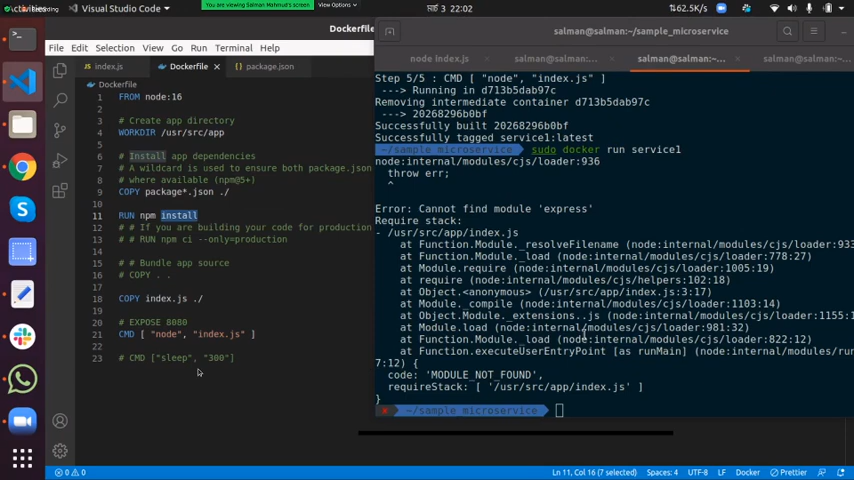 Visual Studio Code
You are viewing Salman Mahmud's screen
View Options
মার্চ 3 22:02
62.5K/s
Dockerfile
salman@salman:~/sample_microservice
File Edit Selection View Go Run Terminal Help
index.js
Dockerfile
package.json
node index.js
salman@salman:~/...
salman@salman:~...
salman@salman:~/...
Dockerfile
1 FROM node:16
2
3 # Create app directory
4 WORKDIR /usr/src/app
5
6 # Install app dependencies
7 # A wildcard is used to ensure both package.json
8 # where available (npm@5+)
9 COPY package*.json ./
10
11 RUN npm install
12 # # If you are building your code for production
13 # # RUN npm ci --only=production
14
15 # # Bundle app source
16 # COPY . .
17
18 COPY index.js ./
19
20 # EXPOSE 8080
21 CMD [ "node", "index.js" ]
22
23 # CMD ["sleep", "300"]
Step 5/5 : CMD [ "node", "index.js" ]
---> Running in d713b5dab97c
Removing intermediate container d713b5dab97c
---> 20268296b0bf
Successfully built 20268296b0bf
Successfully tagged service1:latest
~/sample_microservice sudo docker run service1
node:internal/modules/cjs/loader:936
throw err;
^
Error: Cannot find module 'express'
Require stack:
- /usr/src/app/index.js
at Function.Module._resolveFilename (node:internal/modules/cjs/loader:933
at Function.Module._load (node:internal/modules/cjs/loader:778:27)
at Module.require (node:internal/modules/cjs/loader:1005:19)
at require (node:internal/modules/cjs/helpers:102:18)
at Object.<anonymous> (/usr/src/app/index.js:3:17)
at Module._compile (node:internal/modules/cjs/loader:1103:14)
at Object.Module._extensions..js (node:internal/modules/cjs/loader:1155:1
at Module.load (node:internal/modules/cjs/loader:981:32)
at Function.Module._load (node:internal/modules/cjs/loader:822:12)
at Function.executeUserEntryPoint [as runMain] (node:internal/modules/run
7:12) {
code: 'MODULE_NOT_FOUND',
requireStack: [ '/usr/src/app/index.js' ]
}
~/sample_microservice
0 0
Ln 11, Col 16 (7 selected)
Spaces: 4
UTF-8
LF
Docker
Prettier